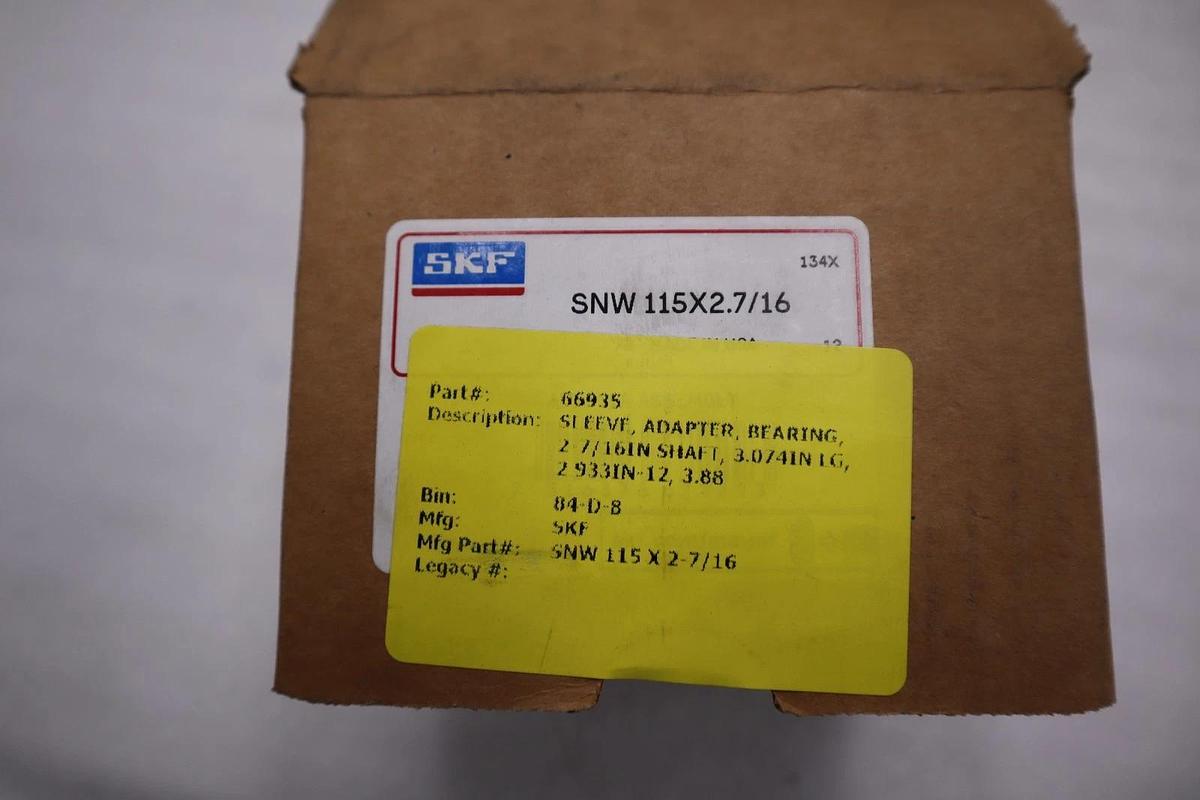 SKF
134X
SNW 115X2.7/16
12
Part#: 66935
Description: SLEEVE, ADAPTER, BEARING,
2-7/16IN SHAFT, 3.074IN LG,
2 933IN-12, 3.88
Bin: 84-D-8
Mfg: SKF
Mfg Part#: SNW 115 X 2-7/16
Legacy #: